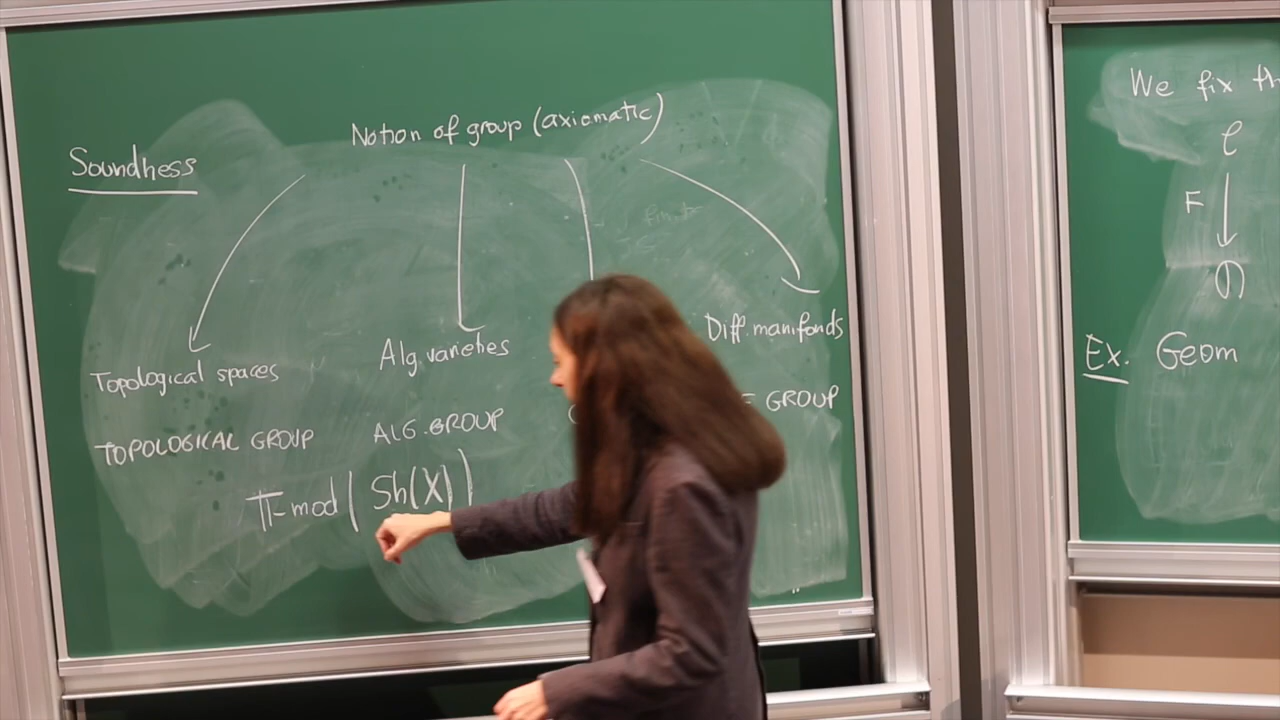 Notion of group (axiomatic)
Soundness
Topological spaces
Alg. varieties
Diff. manifonds
TOPOLOGICAL GROUP
ALG. GROUP
GROUP
𝕋-mod (Sh(X))
We fix th
F
Ex. Geom